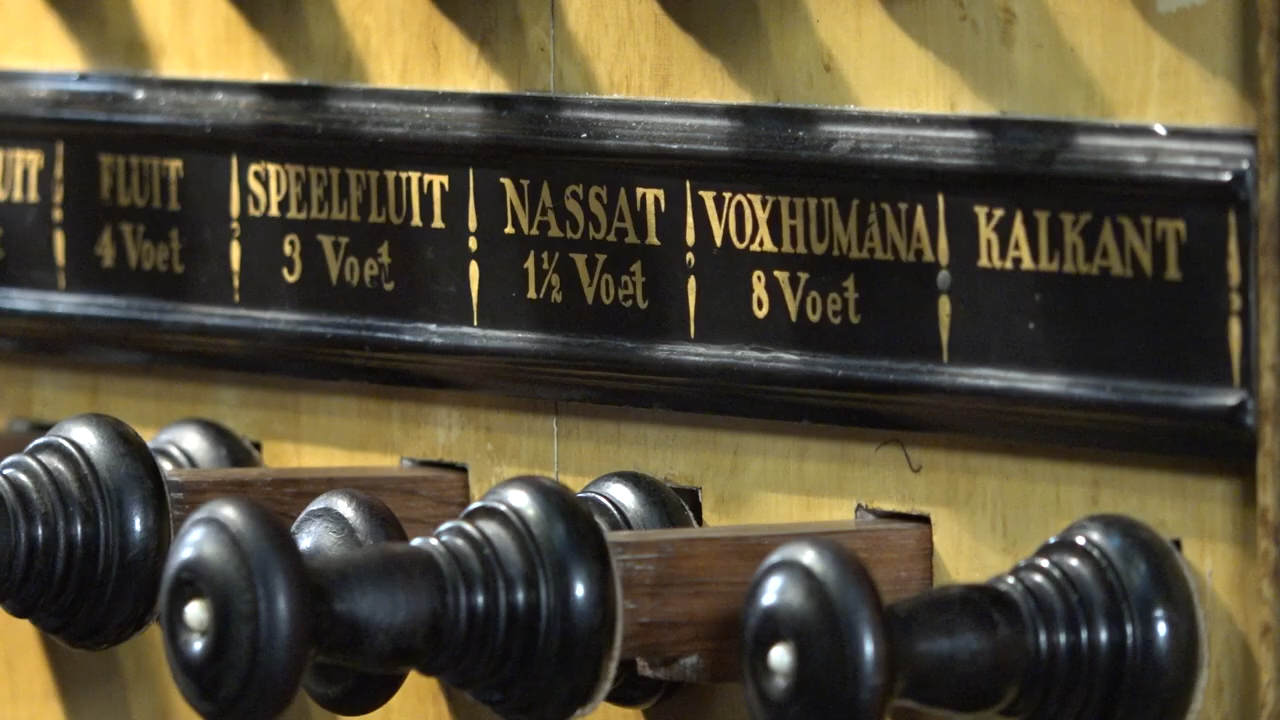 FLUIT
4 Voet
SPEELFLUIT
3 Voet
NASSAT
1½ Voet
VOXHUMANA
8 Voet
KALKANT